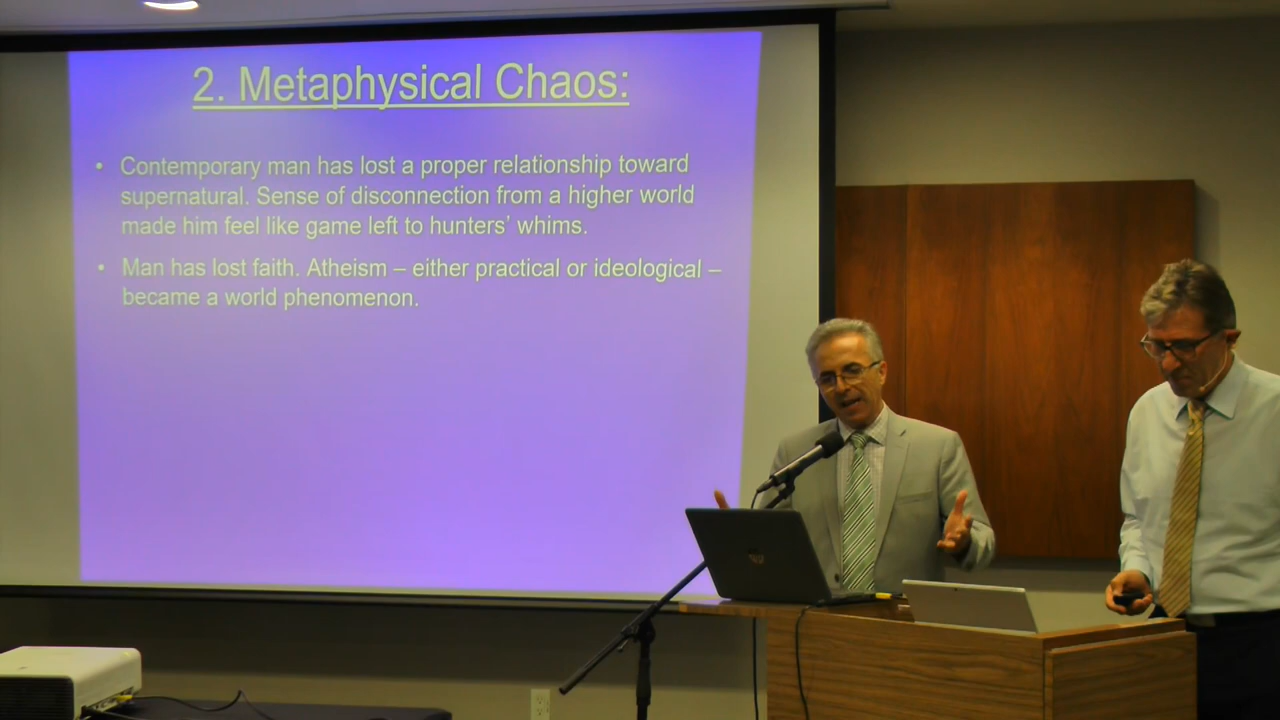 2. Metaphysical Chaos:
• Contemporary man has lost a proper relationship toward
supernatural. Sense of disconnection from a higher world
made him feel like game left to hunters’ whims.
• Man has lost faith. Atheism – either practical or ideological –
became a world phenomenon.